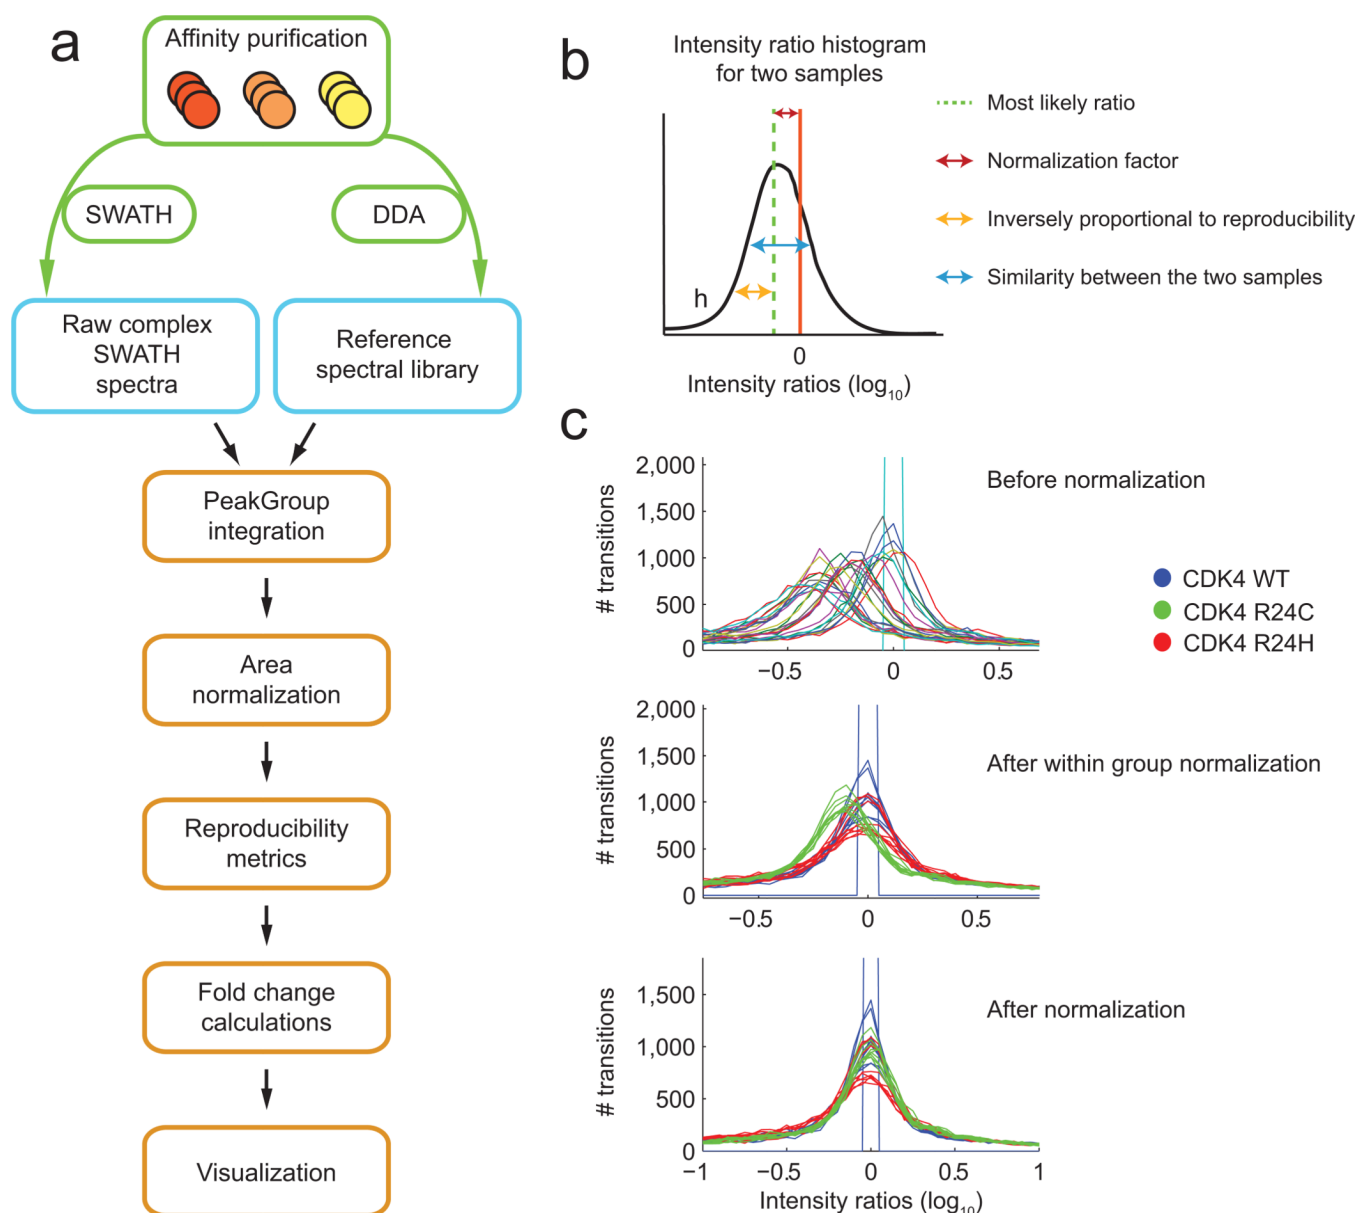 a
Affinity purification
SWATH
DDA
Raw complex
SWATH
spectra
Reference
spectral library
PeakGroup
integration
Area
normalization
Reproducibility
metrics
Fold change
calculations
Visualization
b
Intensity ratio histogram
for two samples
h
0
Intensity ratios (log10)
Most likely ratio
Normalization factor
Inversely proportional to reproducibility
Similarity between the two samples
c
# transitions
2,000
1,500
1,000
500
0
−0.5 0 0.5
Before normalization
CDK4 WT
CDK4 R24C
CDK4 R24H
# transitions
2,000
1,500
1,000
500
0
−0.5 0 0.5
After within group normalization
# transitions
1,500
1,000
500
0
−1 −0.5 0 0.5 1
Intensity ratios (log10)
After normalization